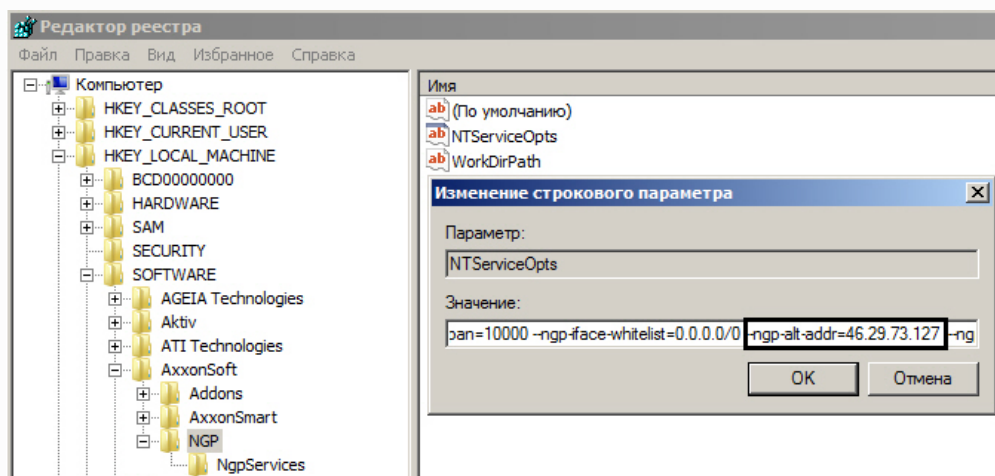 Редактор реестра
Файл Правка Вид Избранное Справка
Компьютер
HKEY_CLASSES_ROOT
HKEY_CURRENT_USER
HKEY_LOCAL_MACHINE
BCD00000000
HARDWARE
SAM
SECURITY
SOFTWARE
AGEIA Technologies
Aktiv
ATI Technologies
AxxonSoft
Addons
AxxonSmart
NGP
NgpServices
Имя
ab (По умолчанию)
ab NTServiceOpts
ab WorkDirPath
Изменение строкового параметра
Параметр:
NTServiceOpts
Значение:
pan=10000 --ngp-iface-whitelist=0.0.0.0/0 --ngp-alt-addr=46.29.73.127 --ng
OK Отмена